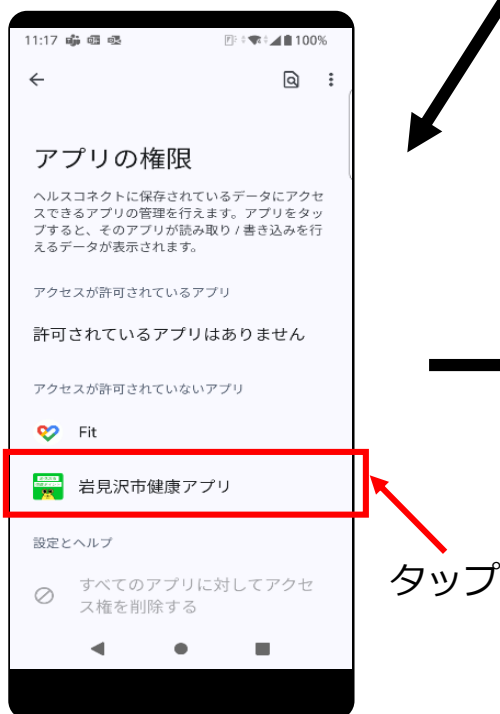 11:17
100%
アプリの権限
ヘルスコネクトに保存されているデータにアクセ
スできるアプリの管理を行えます。アプリをタッ
プすると、そのアプリが読み取り / 書き込みを行
えるデータが表示されます。
アクセスが許可されているアプリ
許可されているアプリはありません
アクセスが許可されていないアプリ
Fit
岩見沢市健康アプリ
設定とヘルプ
すべてのアプリに対してアクセ
ス権を削除する
タップ